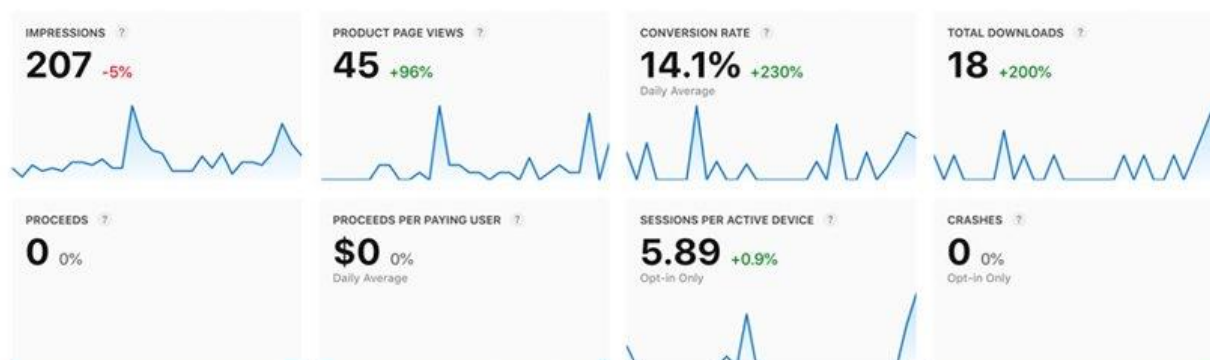 IMPRESSIONS ?
207 -5%
PRODUCT PAGE VIEWS ?
45 +96%
CONVERSION RATE ?
14.1% +230%
Daily Average
TOTAL DOWNLOADS ?
18 +200%
PROCEEDS ?
0 0%
PROCEEDS PER PAYING USER ?
$0 0%
Daily Average
SESSIONS PER ACTIVE DEVICE ?
5.89 +0.9%
Opt-in Only
CRASHES ?
0 0%
Opt-in Only